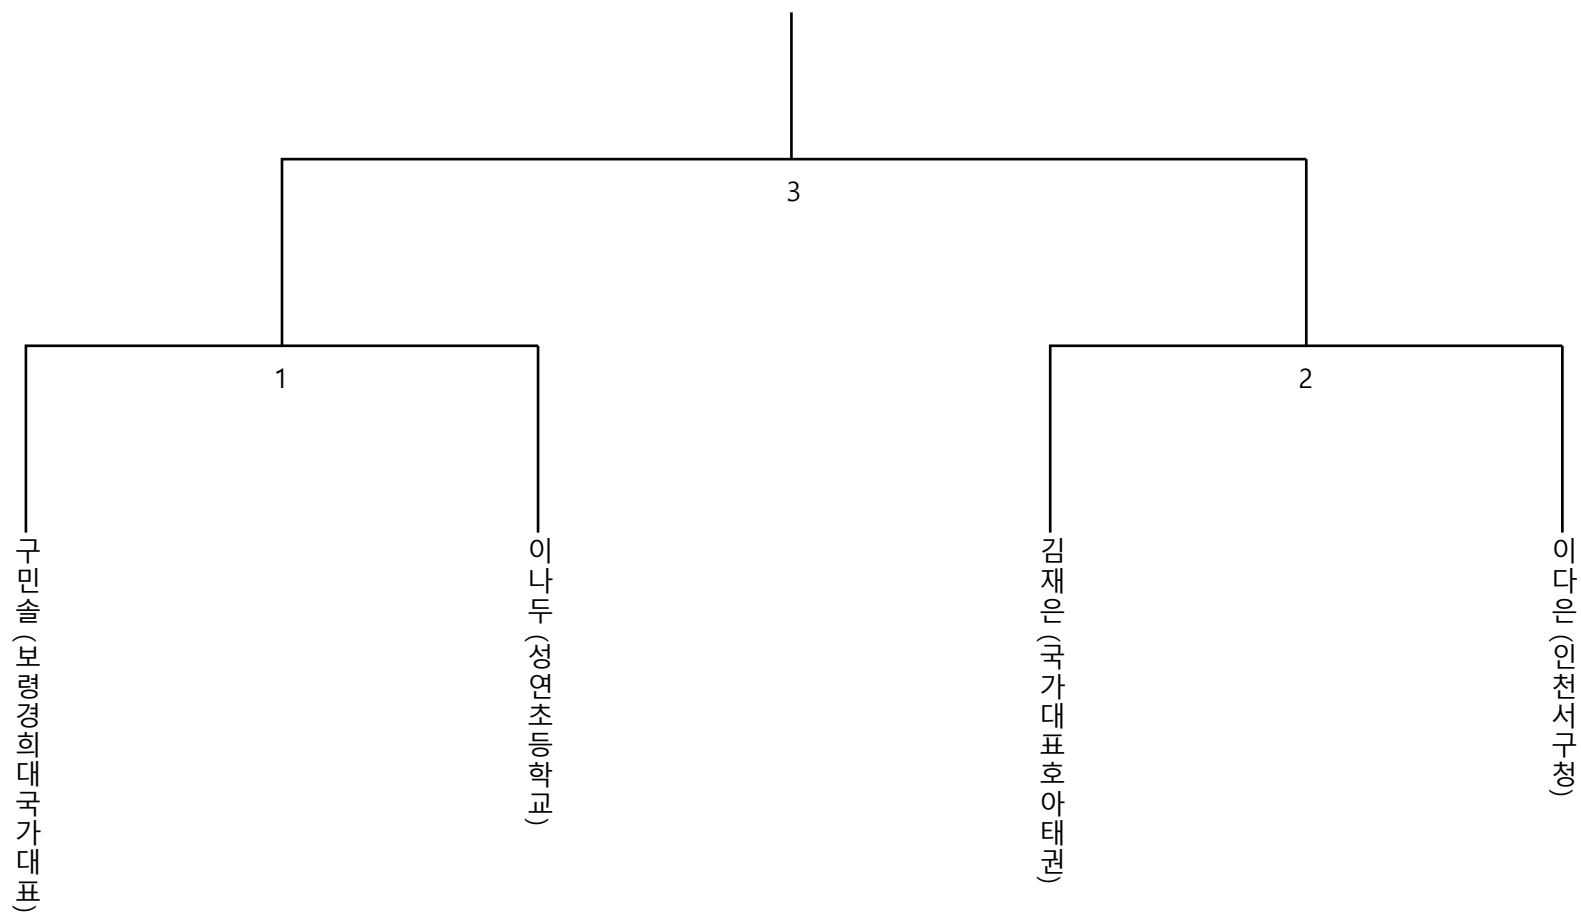 3
1
2
구민솔 (보령경희대국가대표)
이나두 (성연초등학교)
김재은 (국가대표호아태권)
이다은 (인천서구청)